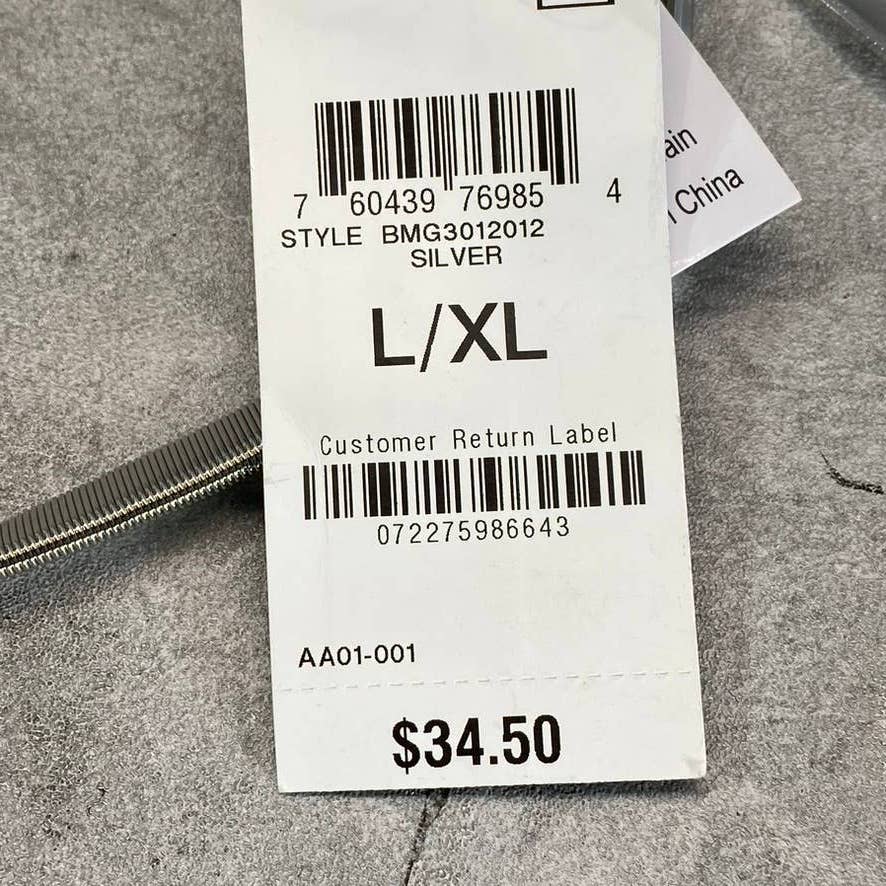 7 60439 76985 4
STYLE BMG3012012
SILVER
L/XL
Customer Return Label
072275986643
AA01-001
$34.50
China